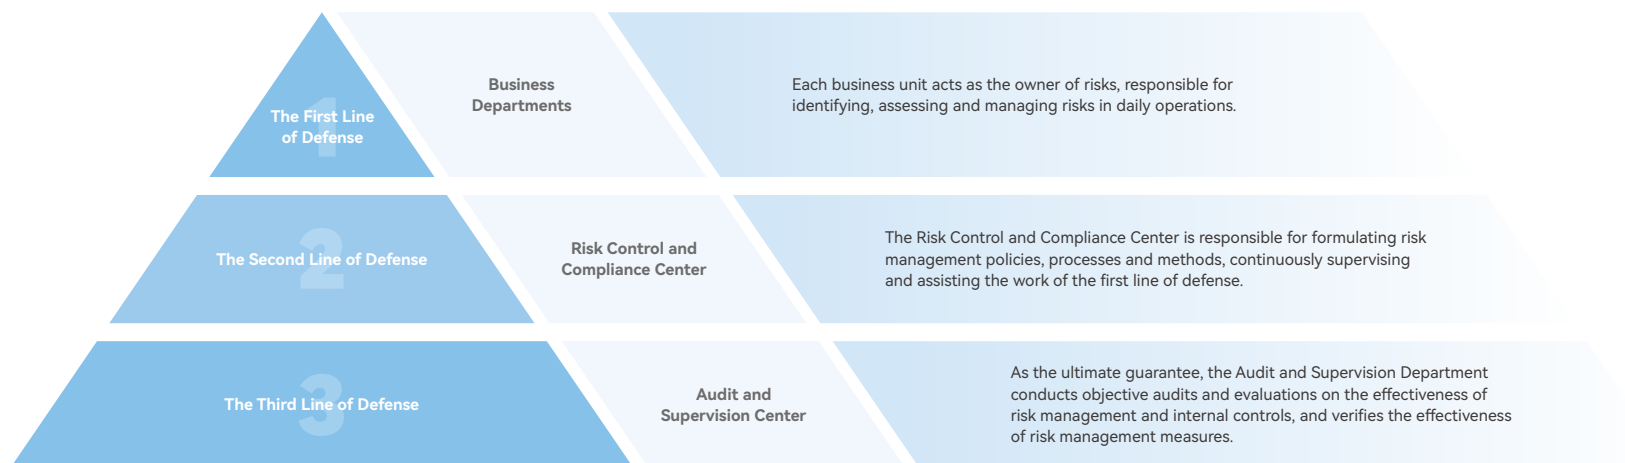 1
The First Line
of Defense
Business
Departments
Each business unit acts as the owner of risks, responsible for
identifying, assessing and managing risks in daily operations.
2
The Second Line of Defense
Risk Control and
Compliance Center
The Risk Control and Compliance Center is responsible for formulating risk
management policies, processes and methods, continuously supervising
and assisting the work of the first line of defense.
3
The Third Line of Defense
Audit and
Supervision Center
As the ultimate guarantee, the Audit and Supervision Department
conducts objective audits and evaluations on the effectiveness of
risk management and internal controls, and verifies the effectiveness
of risk management measures.